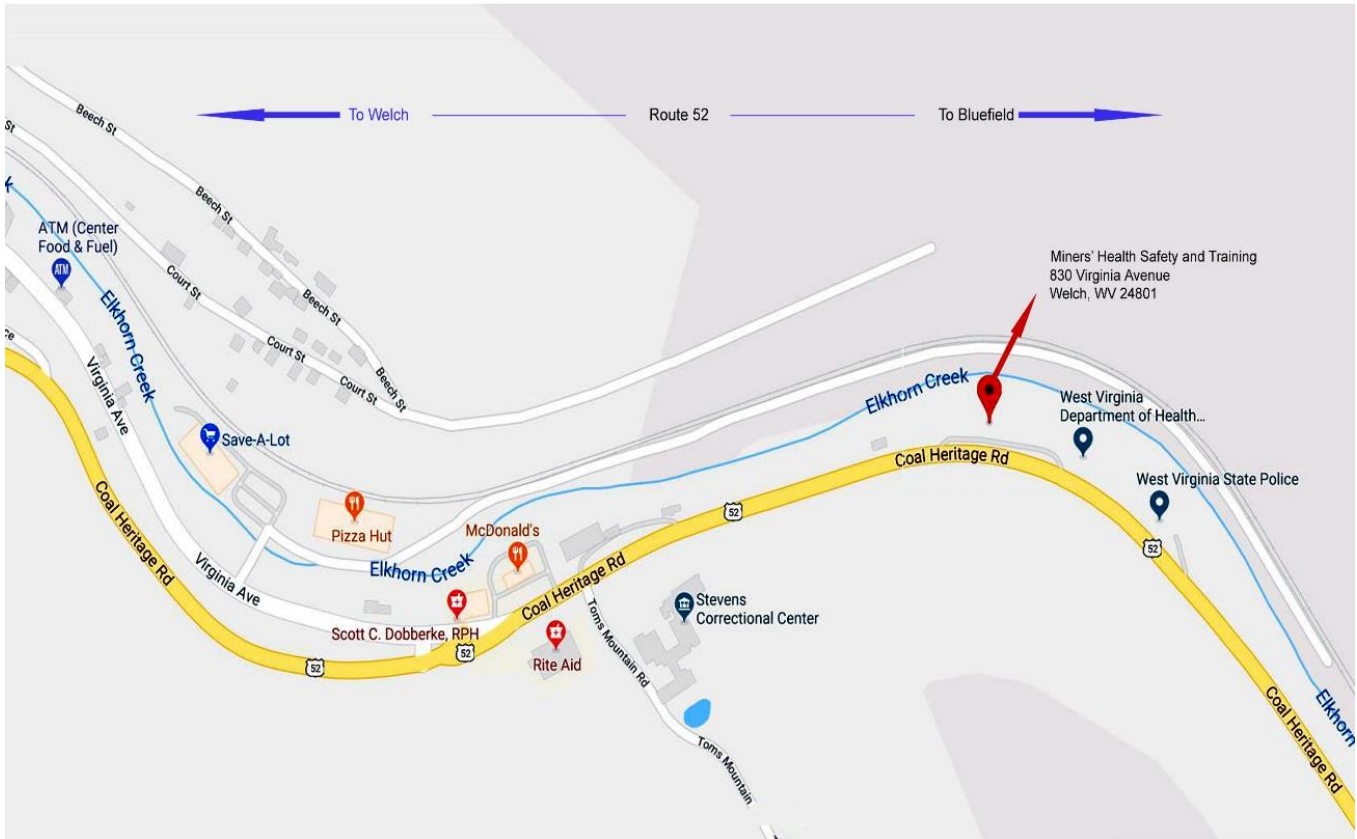 To Welch
Route 52
To Bluefield
Beech St
St
Beech St
k
ATM (Center
Food & Fuel)
ATM
Court St
Beech St
Miners' Health Safety and Training
830 Virginia Avenue
Welch, WV 24801
Elkhorn Creek
ce
Court St
Court St
Beech St
Virginia Ave
Elkhorn Creek
West Virginia
Department of Health...
Save-A-Lot
Coal Heritage Rd
West Virginia State Police
Coal Heritage Rd
52
Pizza Hut
McDonald's
52
Elkhorn Creek
Virginia Ave
Coal Heritage Rd
Stevens
Correctional Center
Scott C. Dobberke, RPH
52
52
Rite Aid
Toms Mountain Rd
Coal Heritage Rd
Elkhorn
Toms Mountain